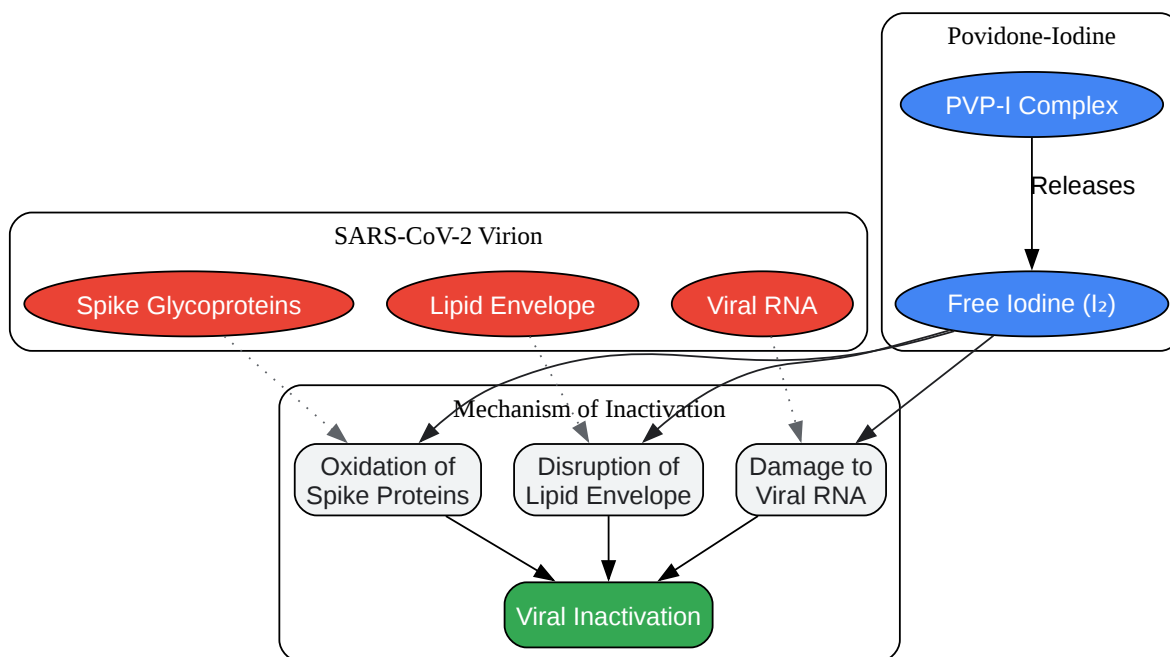 Povidone-Iodine
PVP-I Complex
Releases
SARS-CoV-2 Virion
Spike Glycoproteins
Lipid Envelope
Viral RNA
Free Iodine (I₂)
Mechanism of Inactivation
Oxidation of
Spike Proteins
Disruption of
Lipid Envelope
Damage to
Viral RNA
Viral Inactivation